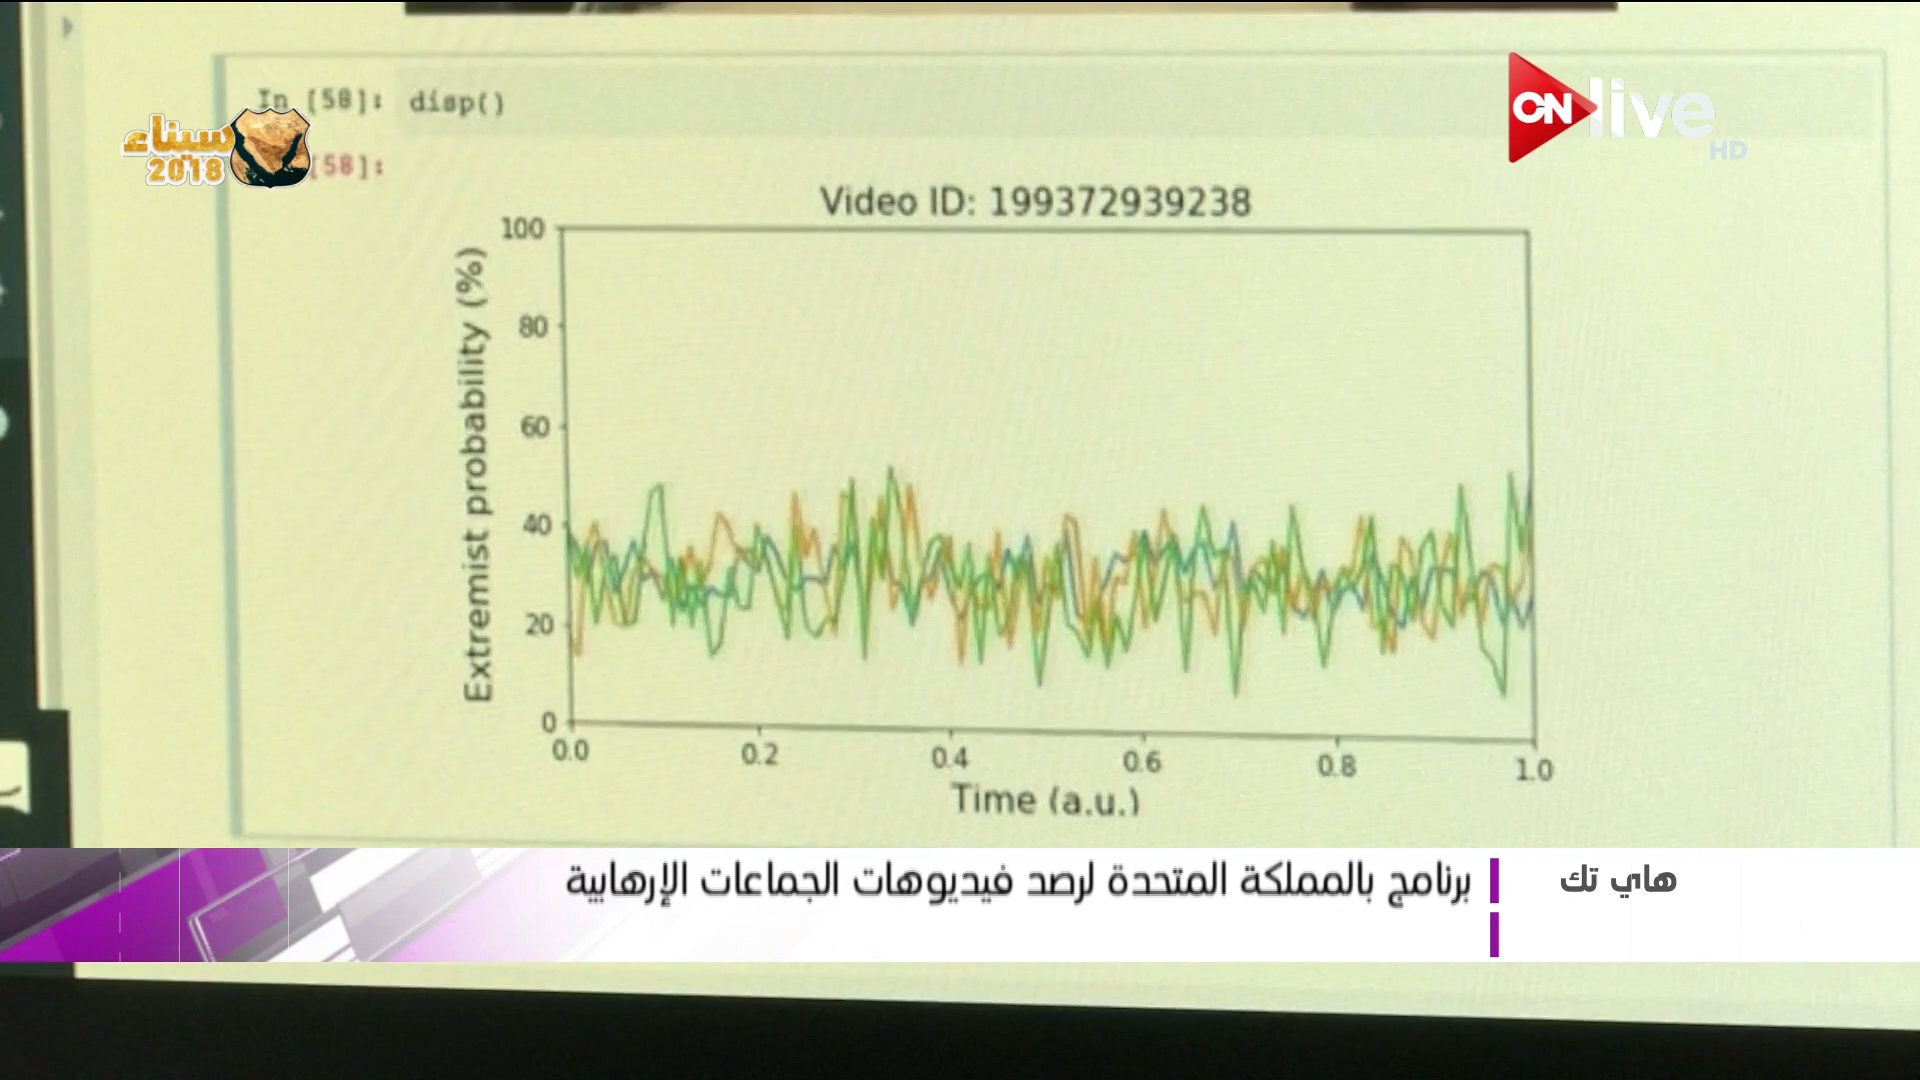 In [58]: disp()
[58]:
سيناء
2018
ON live
HD
Video ID: 199372939238
Extremist probability (%)
100
80
60
40
20
0
0.0 0.2 0.4 0.6 0.8 1.0
Time (a.u.)
هاي تك
برنامج بالمملكة المتحدة لرصد فيديوهات الجماعات الإرهابية